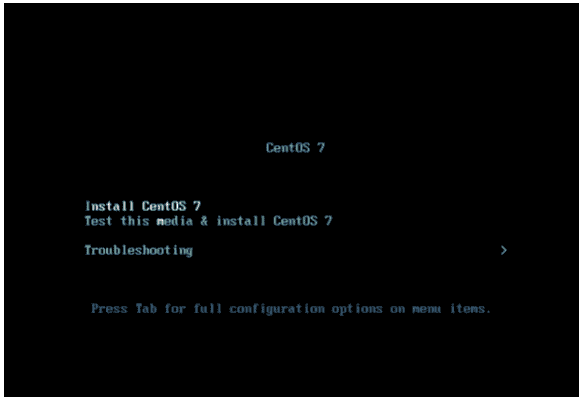 CentOS 7
Install CentOS 7
Test this media & install CentOS 7
Troubleshooting >
Press Tab for full configuration options on menu items.